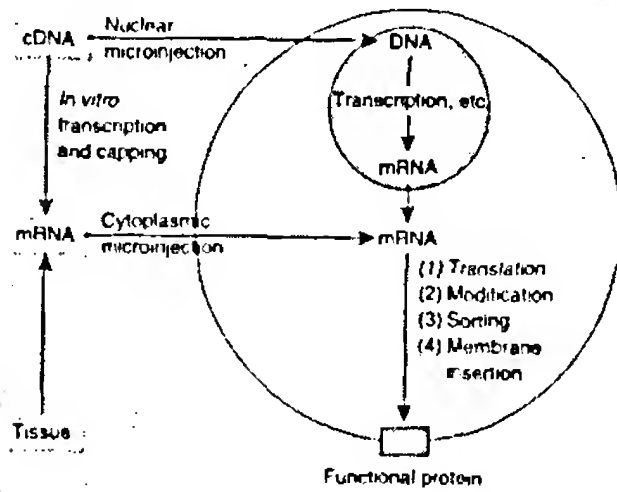 cDNA
Nuclear
microinjection
DNA
In vitro
transcription
and capping
Transcription, etc
mRNA
mRNA
Cytoplasmic
microinjection
mRNA
(1) Translation
(2) Modification
(3) Sorting
(4) Membrane
insertion
Tissue
Functional protein